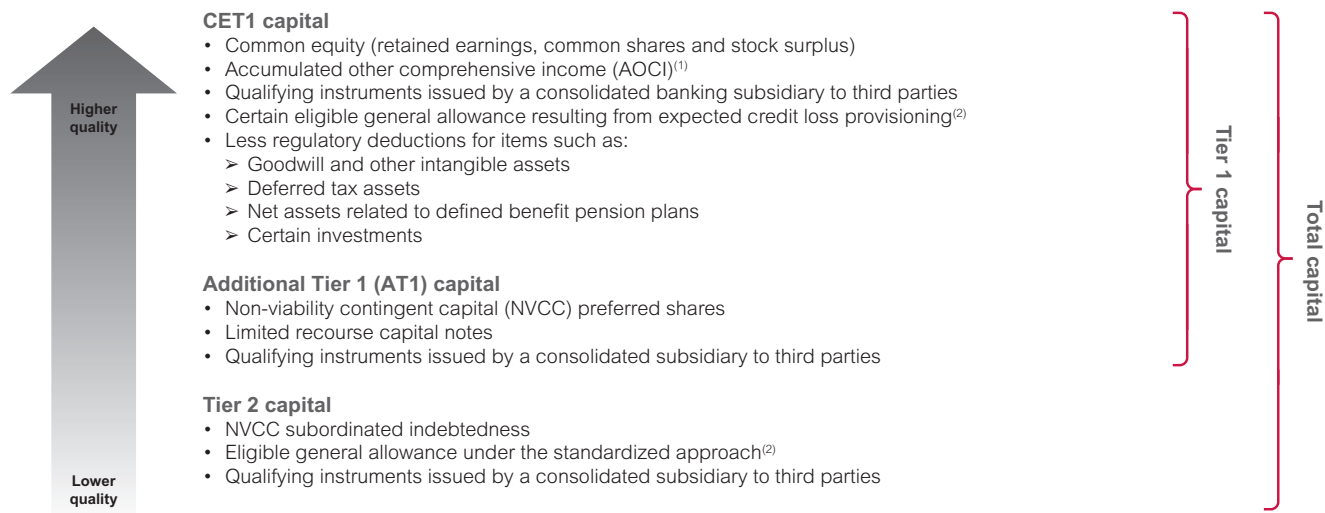 CET1 capital
• Common equity (retained earnings, common shares and stock surplus)
• Accumulated other comprehensive income (AOCI)(1)
• Qualifying instruments issued by a consolidated banking subsidiary to third parties
• Certain eligible general allowance resulting from expected credit loss provisioning(2)
• Less regulatory deductions for items such as:
➢ Goodwill and other intangible assets
➢ Deferred tax assets
➢ Net assets related to defined benefit pension plans
➢ Certain investments
Additional Tier 1 (AT1) capital
• Non-viability contingent capital (NVCC) preferred shares
• Limited recourse capital notes
• Qualifying instruments issued by a consolidated subsidiary to third parties
Tier 2 capital
• NVCC subordinated indebtedness
• Eligible general allowance under the standardized approach(2)
• Qualifying instruments issued by a consolidated subsidiary to third parties
Higher
quality
Lower
quality
Tier 1 capital
Total capital